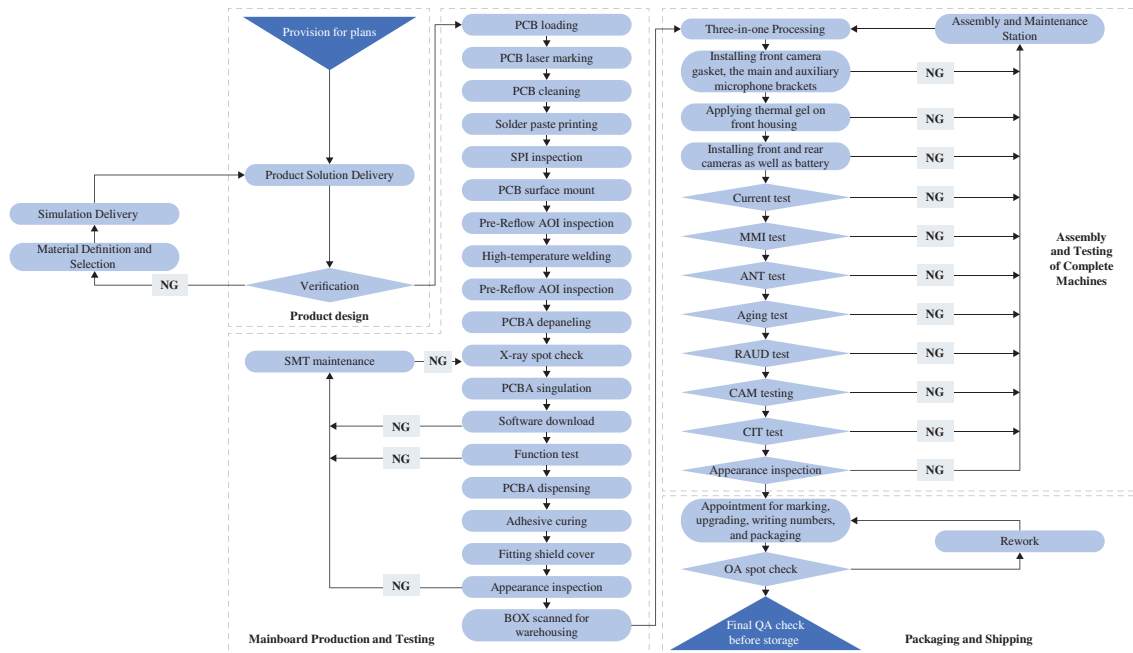 Provision for plans
Product Solution Delivery
Simulation Delivery
Material Definition and
Selection
NG
Verification
Product design
PCB loading
PCB laser marking
PCB cleaning
Solder paste printing
SPI inspection
PCB surface mount
Pre-Reflow AOI inspection
High-temperature welding
Pre-Reflow AOI inspection
PCBA depaneling
SMT maintenance
NG
X-ray spot check
PCBA singulation
NG
Software download
NG
Function test
PCBA dispensing
Adhesive curing
Fitting shield cover
NG
Appearance inspection
BOX scanned for
warehousing
Mainboard Production and Testing
Three-in-one Processing
Assembly and Maintenance
Station
Installing front camera
gasket, the main and auxiliary
microphone brackets
NG
Applying thermal gel on
front housing
NG
Installing front and rear
cameras as well as battery
NG
Current test
NG
MMI test
NG
ANT test
NG
Aging test
NG
RAUD test
NG
CAM testing
NG
CIT test
NG
Appearance inspection
NG
Assembly
and Testing
of Complete
Machines
Appointment for marking,
upgrading, writing numbers,
and packaging
Rework
OA spot check
Final QA check
before storage
Packaging and Shipping